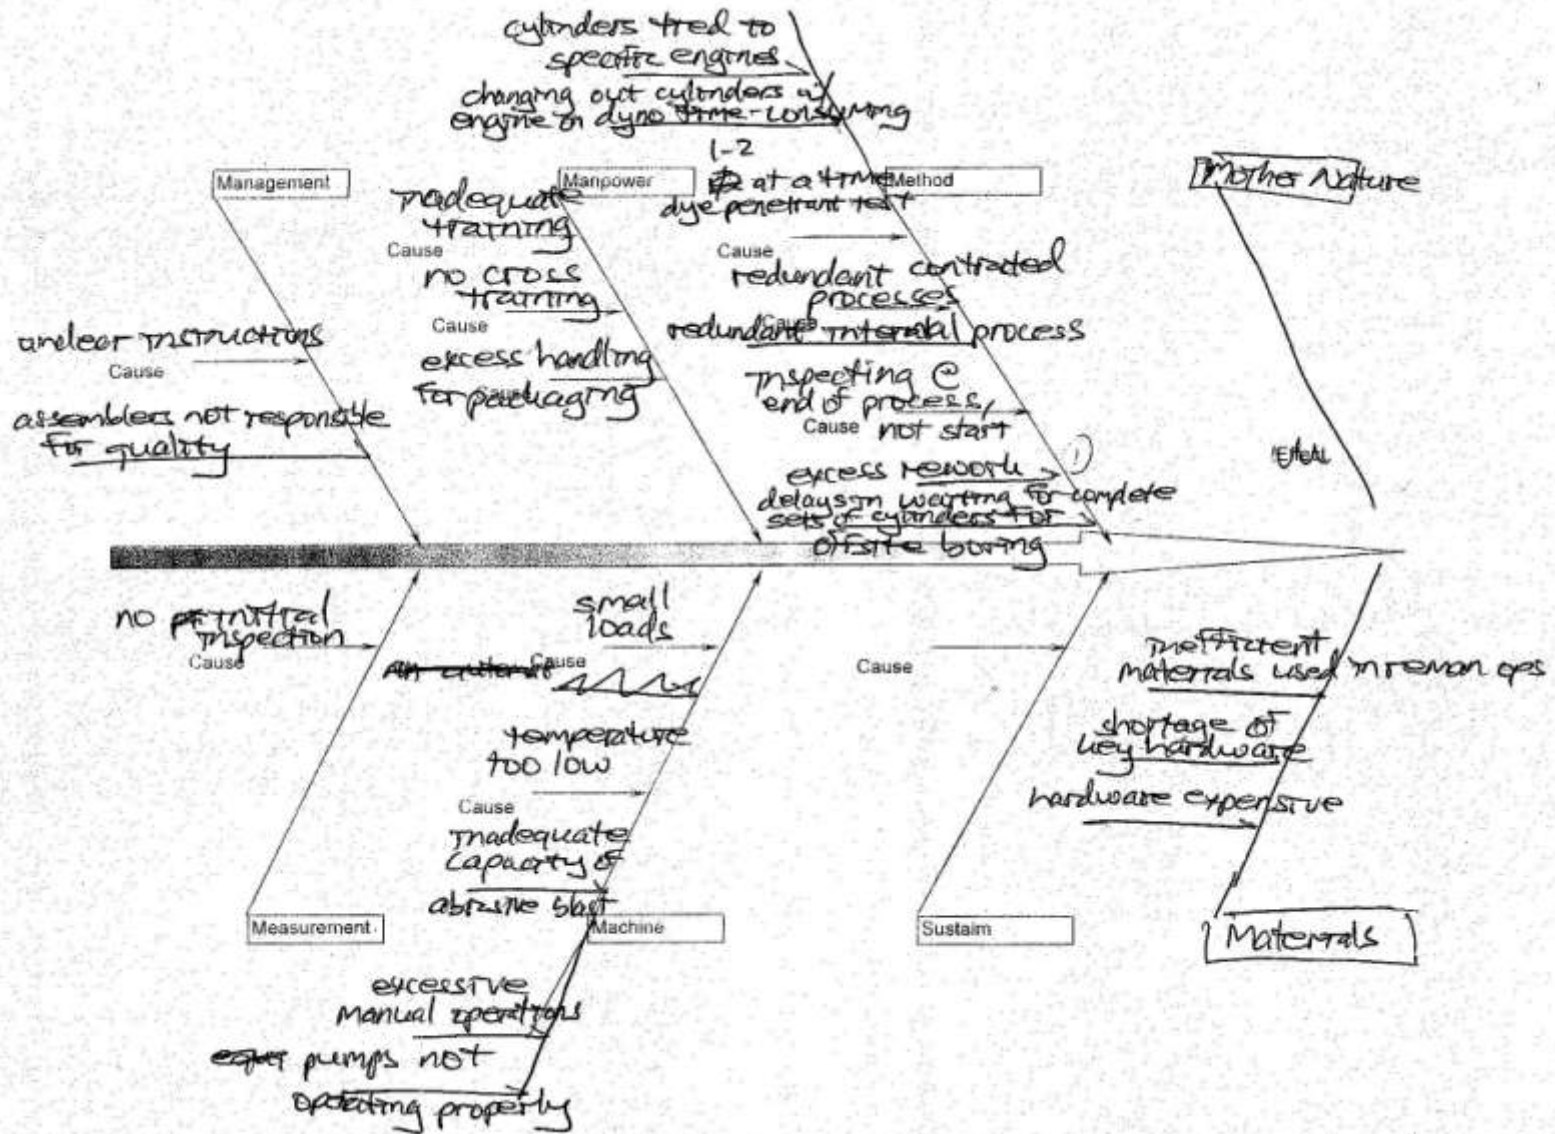 cylinders tied to
specific engines
changing out cylinders w/
engine on dyno time-consuming
1-2
at a time
dye penetrant test
Management
Manpower
Method
Mother Nature
inadequate
training
Cause
no cross
training
Cause
excess handling
for packaging
Cause
Cause
redundant contracted
processes
Cause
redundant internal process
inspecting @
end of process,
Cause not start
excess rework
1
delays in waiting for complete
sets of cylinders for
offsite boring
unclear instructions
Cause
assemblers not responsible
for quality
Effect
no initial
inspection
Cause
small
loads
Cause
temperature
too low
Cause
inadequate
capacity of
abrasive blast
Cause
inefficient
materials used in reman ops
shortage of
key hardware
hardware expensive
Measurement
Machine
Sustaim
Materials
excessive
manual operations
pumps not
operating properly